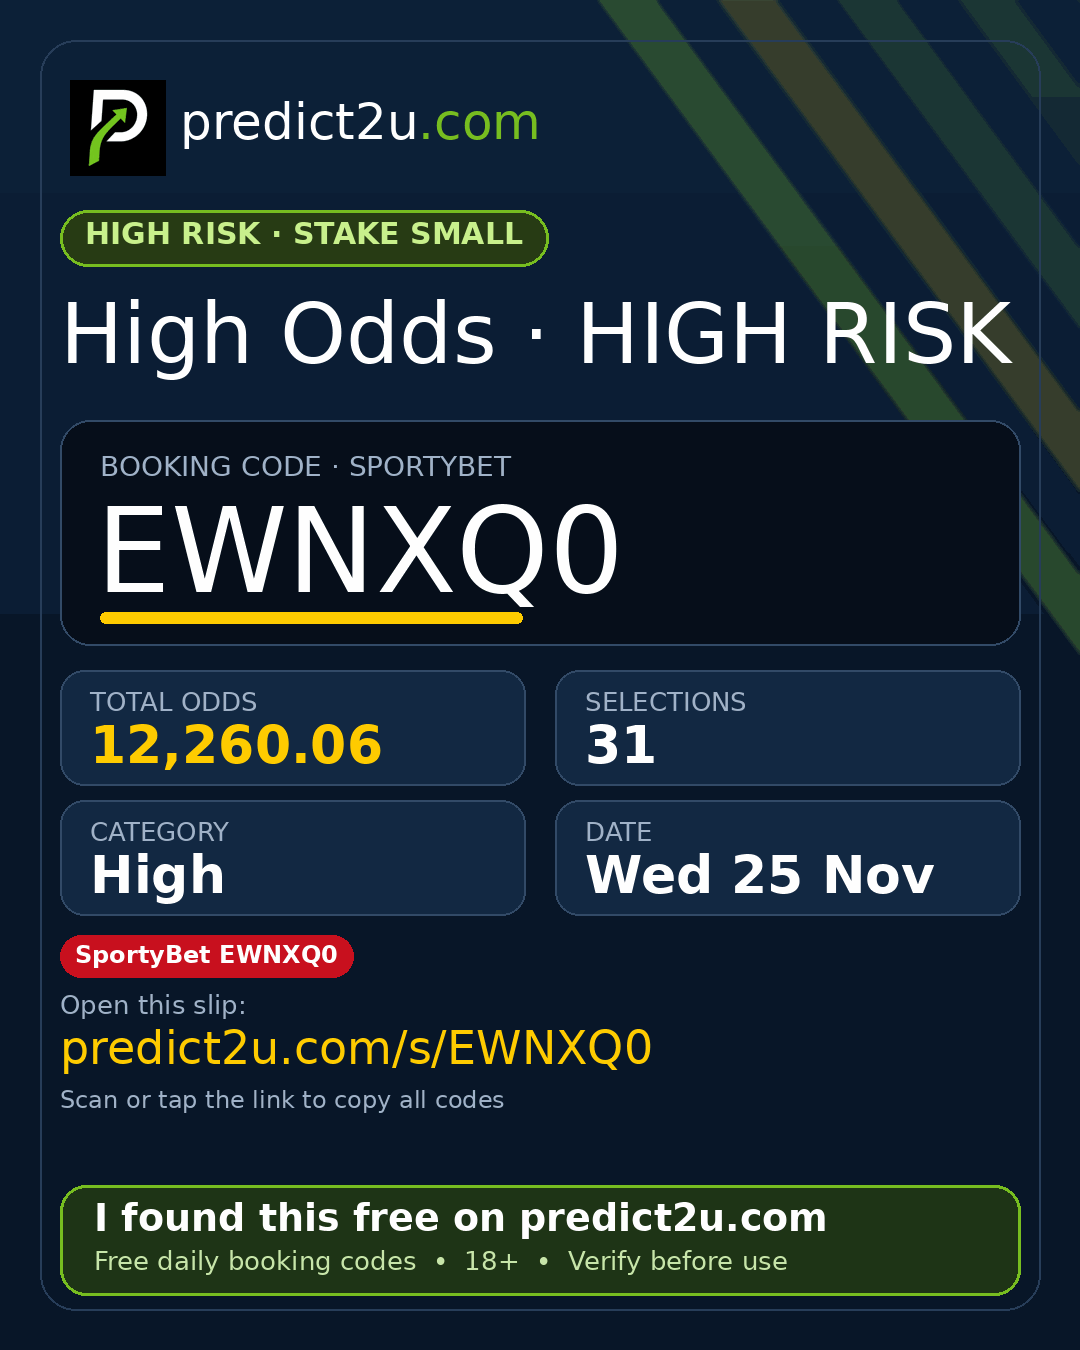 predict2u.com
HIGH RISK · STAKE SMALL
High Odds · HIGH RISK
BOOKING CODE · SPORTYBET
EWNXQ0
TOTAL ODDS
12,260.06
SELECTIONS
31
CATEGORY
High
DATE
Wed 25 Nov
SportyBet EWNXQ0
Open this slip:
predict2u.com/s/EWNXQ0
Scan or tap the link to copy all codes
I found this free on predict2u.com
Free daily booking codes • 18+ • Verify before use